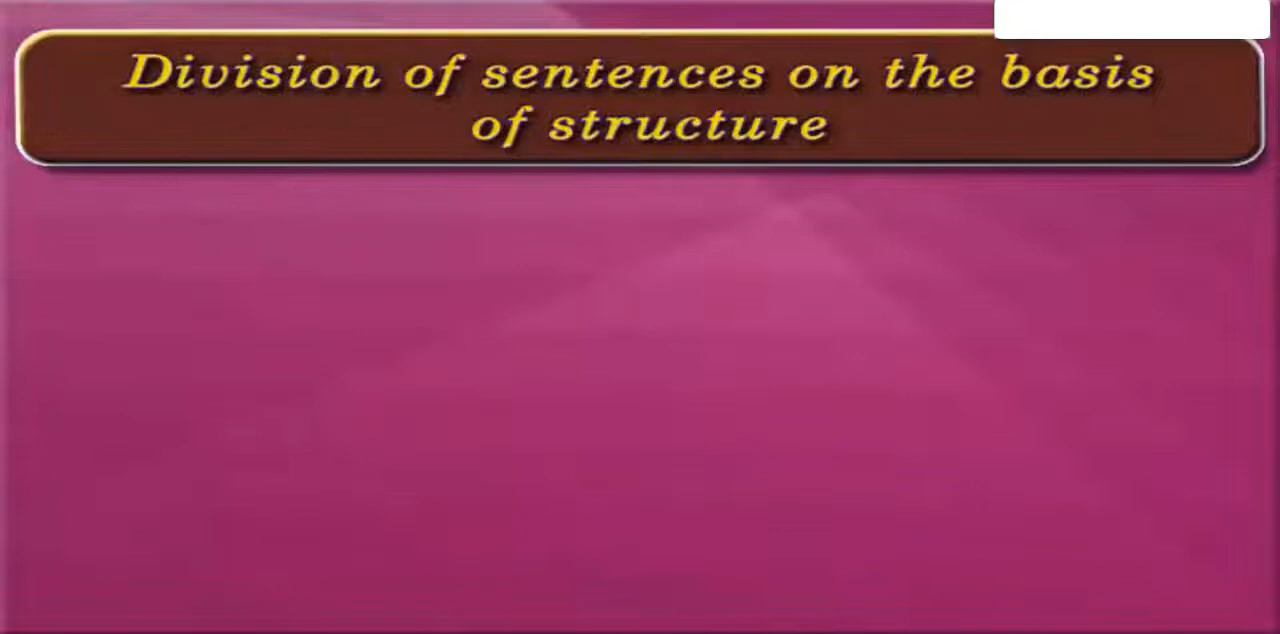 Division of sentences on the basis
of structure